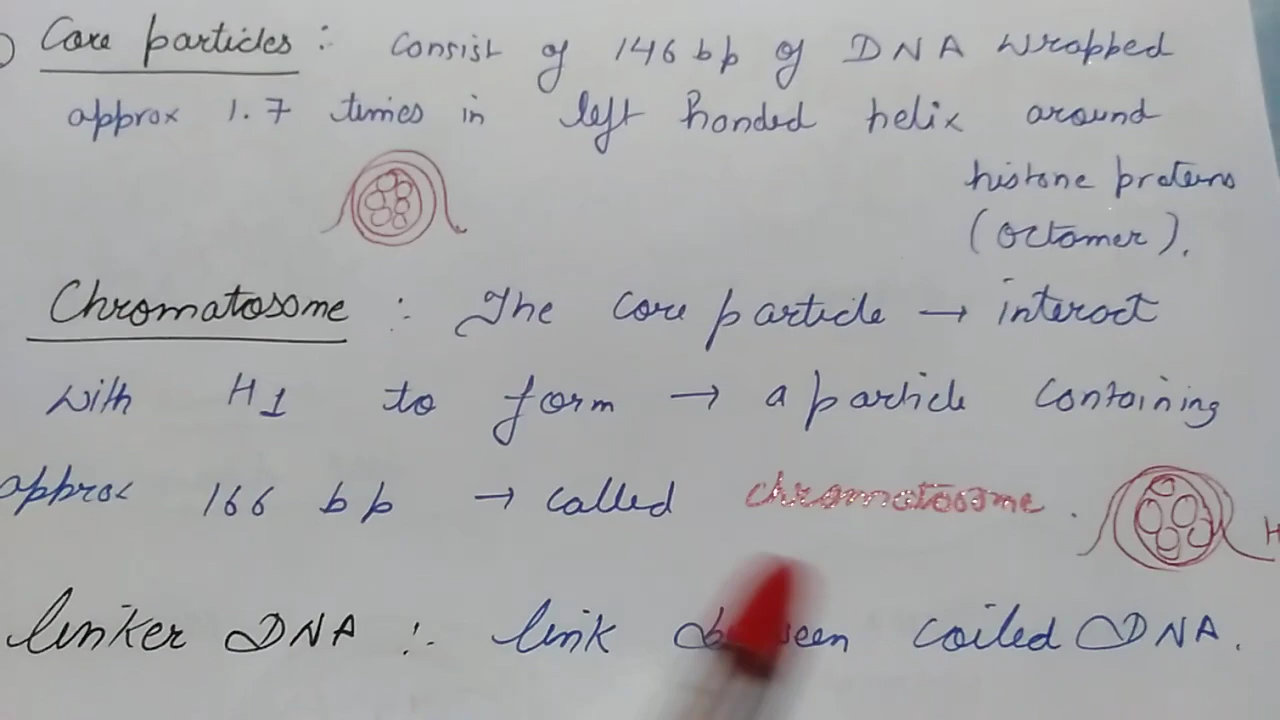 Core particles : consist of 146 bp of DNA wrapped
approx 1.7 times in left handed helix around
histone proteins
(octamer).
Chromatosome : The core particle → interact
with H1 to form → a particle containing
approx 166 bp → called chromatosome.
H
linker DNA :- link between coiled DNA.